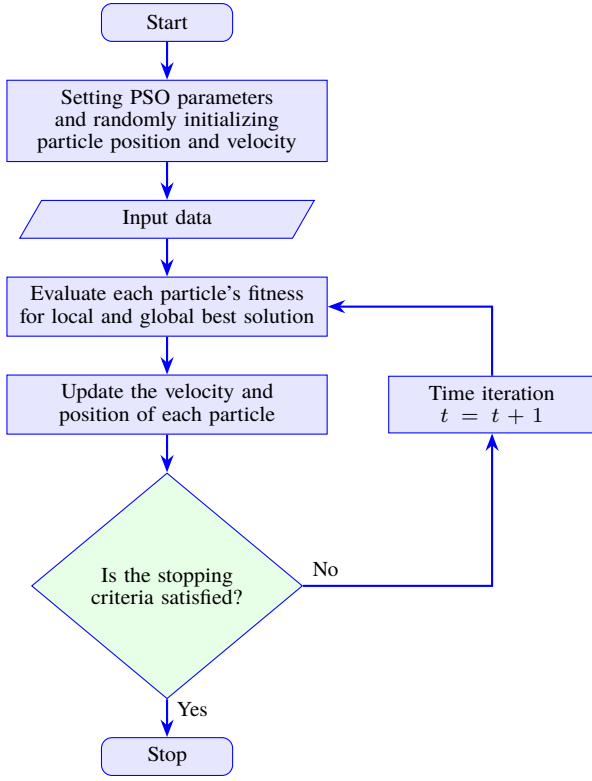 Start
Setting PSO parameters
and randomly initializing
particle position and velocity
Input data
Evaluate each particle's fitness
for local and global best solution
Update the velocity and
position of each particle
Time iteration
t = t + 1
Is the stopping
criteria satisfied?
No
Yes
Stop